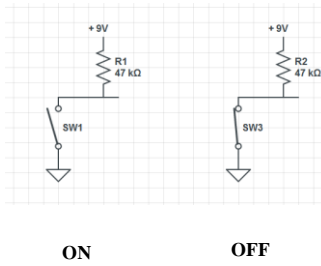 + 9V
R1
47 kΩ
SW1
+ 9V
R2
47 kΩ
SW3
ON
OFF